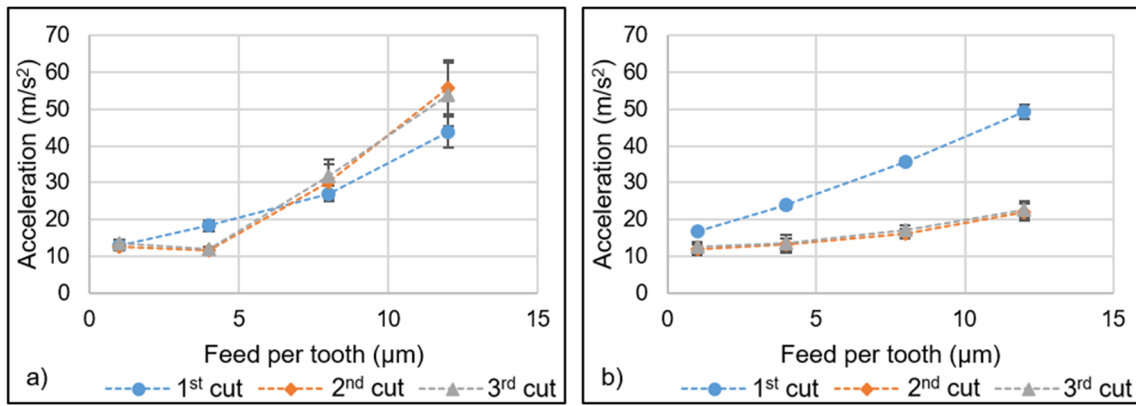 70
60
50
40
30
20
10
0
0 5 10 15
Acceleration (m/s²)
Feed per tooth (µm)
a) 1st cut 2nd cut 3rd cut
70
60
50
40
30
20
10
0
0 5 10 15
Acceleration (m/s²)
Feed per tooth (µm)
b) 1st cut 2nd cut 3rd cut